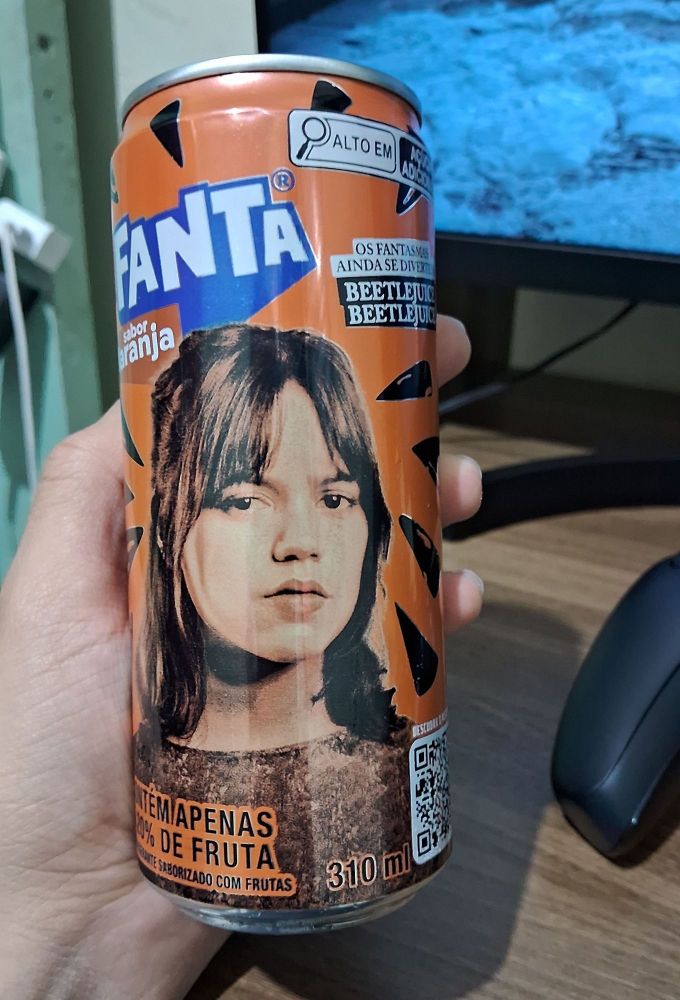 ALTO EM
FANTA®
OS FANTASMAS
AINDA SE DIVERTEM
BEETLEJUICE
BEETLEJUICE
sabor
laranja
20% DE FRUTA
APENAS
SABORIZADO COM FRUTAS
310 ml